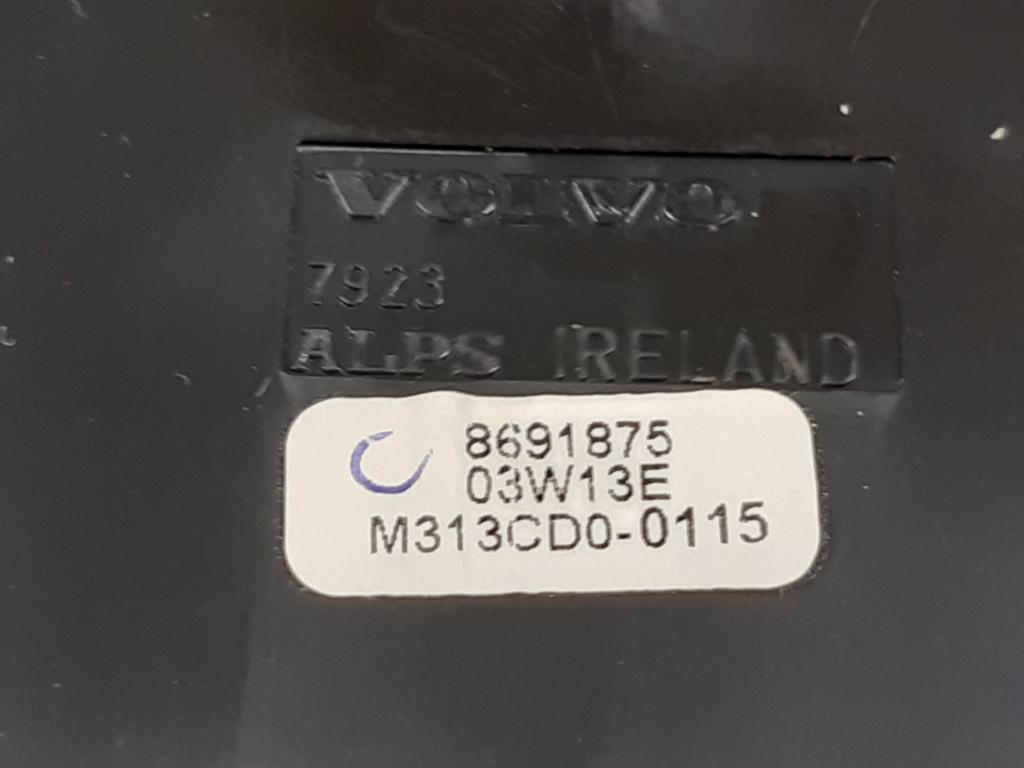 VOLVO
7923
ALPS IRELAND
8691875
03W13E
M313CD0-0115